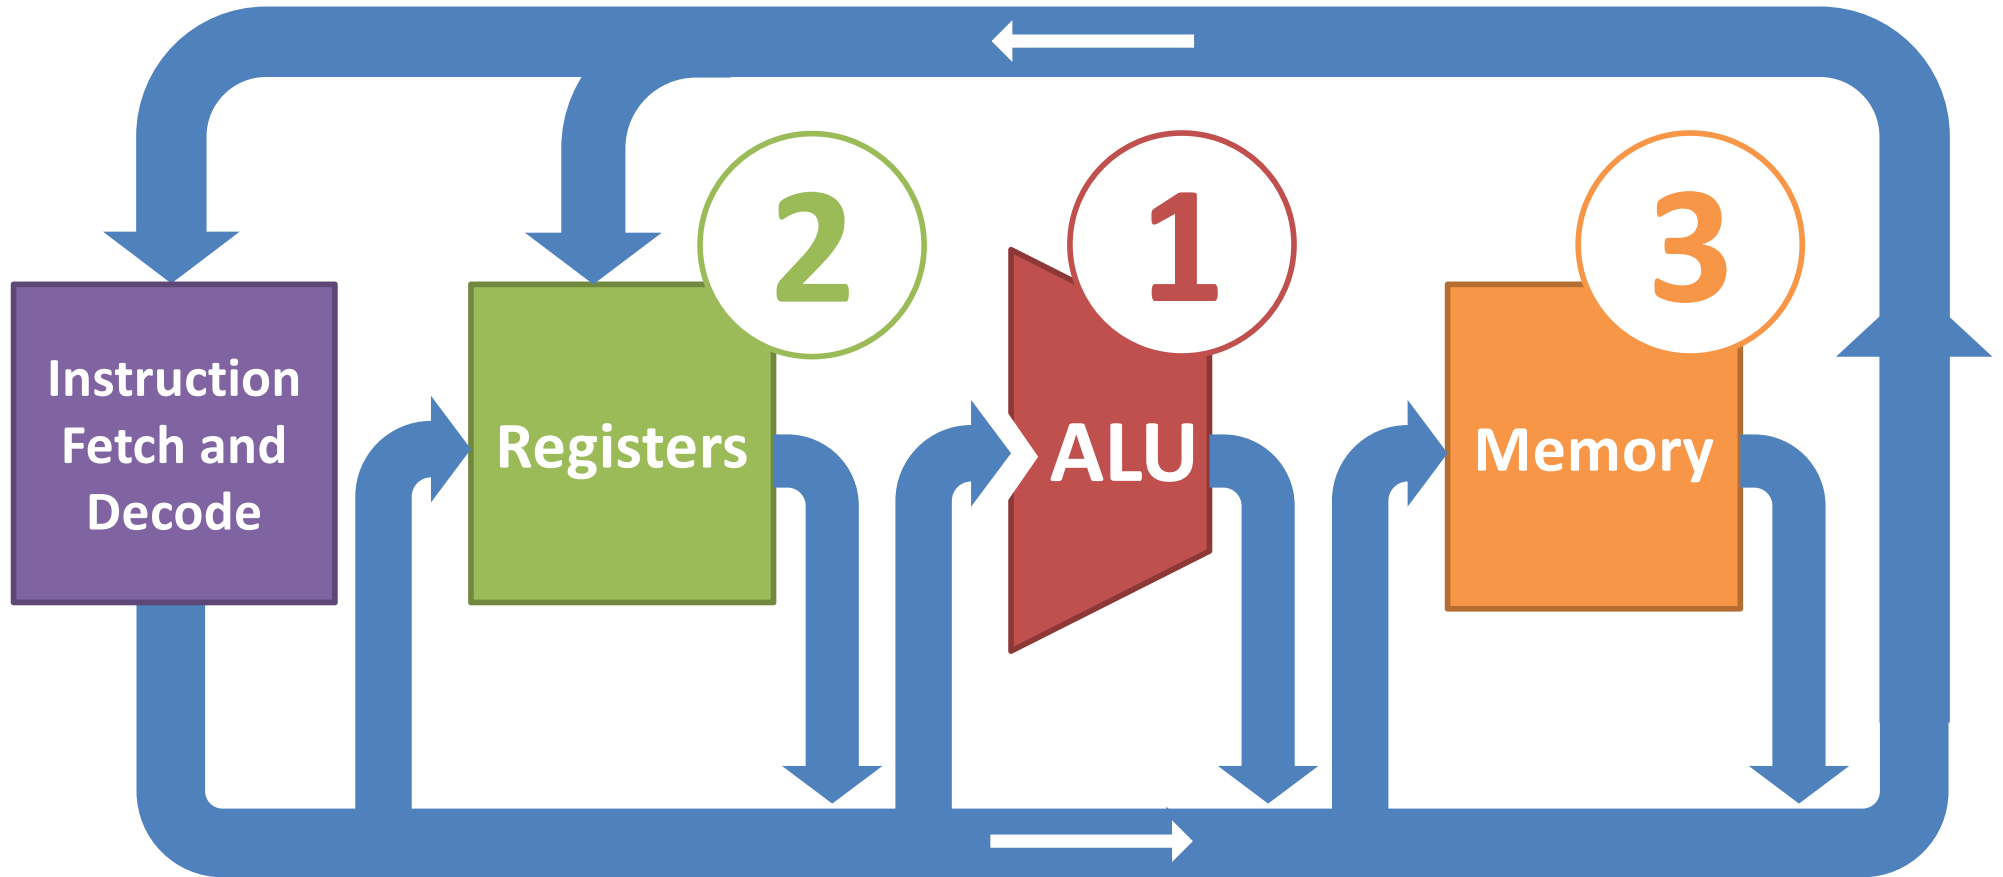 2
1
3
Instruction
Fetch and
Decode
Registers
ALU
Memory